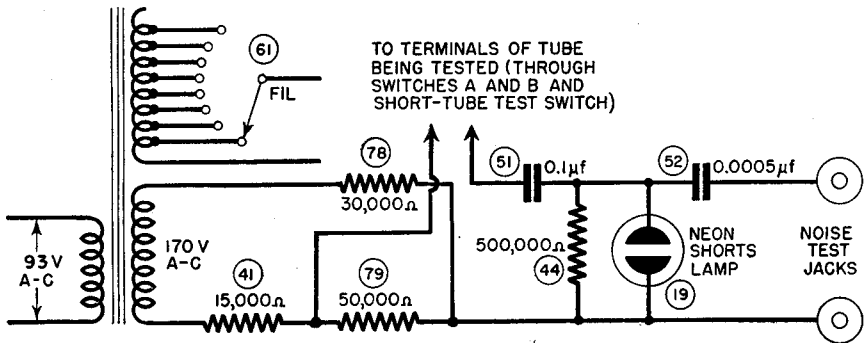 61
FIL
TO TERMINALS OF TUBE
BEING TESTED (THROUGH
SWITCHES A AND B AND
SHORT-TUBE TEST SWITCH)
78
30,000Ω
51
0.1µf
52
0.0005µf
93 V
A-C
170 V
A-C
41
15,000Ω
79
50,000Ω
500,000Ω
44
NEON
SHORTS
LAMP
19
NOISE
TEST
JACKS